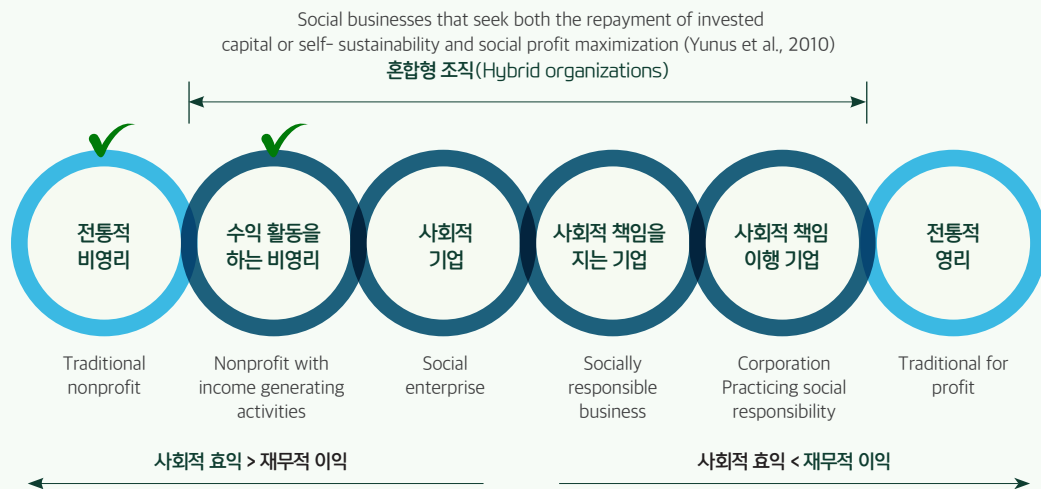 Social businesses that seek both the repayment of invested
capital or self- sustainability and social profit maximization (Yunus et al., 2010)
혼합형 조직(Hybrid organizations)
전통적
비영리
수익 활동을
하는 비영리
사회적
기업
사회적 책임을
지는 기업
사회적 책임
이행 기업
전통적
영리
Traditional
nonprofit
Nonprofit with
income generating
activities
Social
enterprise
Socially
responsible
business
Corporation
Practicing social
responsibility
Traditional for
profit
사회적 효익 > 재무적 이익
사회적 효익 < 재무적 이익